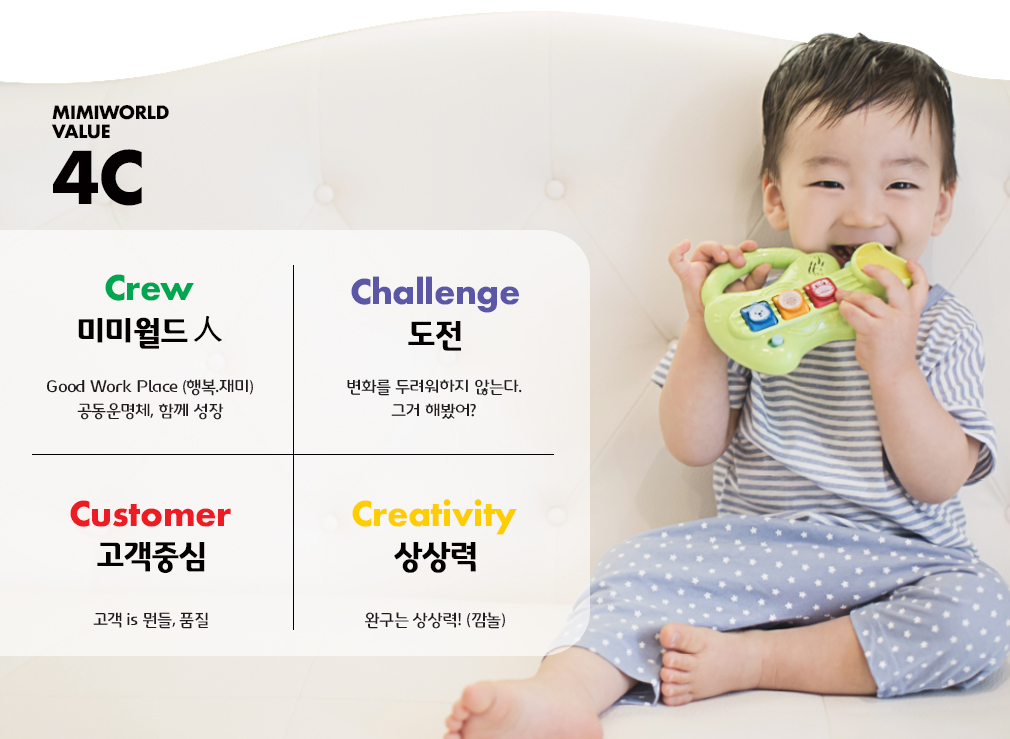 MIMIWORLD
VALUE
4C
Crew
미미월드 人
Good Work Place (행복.재미)
공동운명체, 함께 성장
Challenge
도전
변화를 두려워하지 않는다.
그거 해봤어?
Customer
고객중심
고객 is 뭔들, 품질
Creativity
상상력
완구는 상상력! (깜놀)